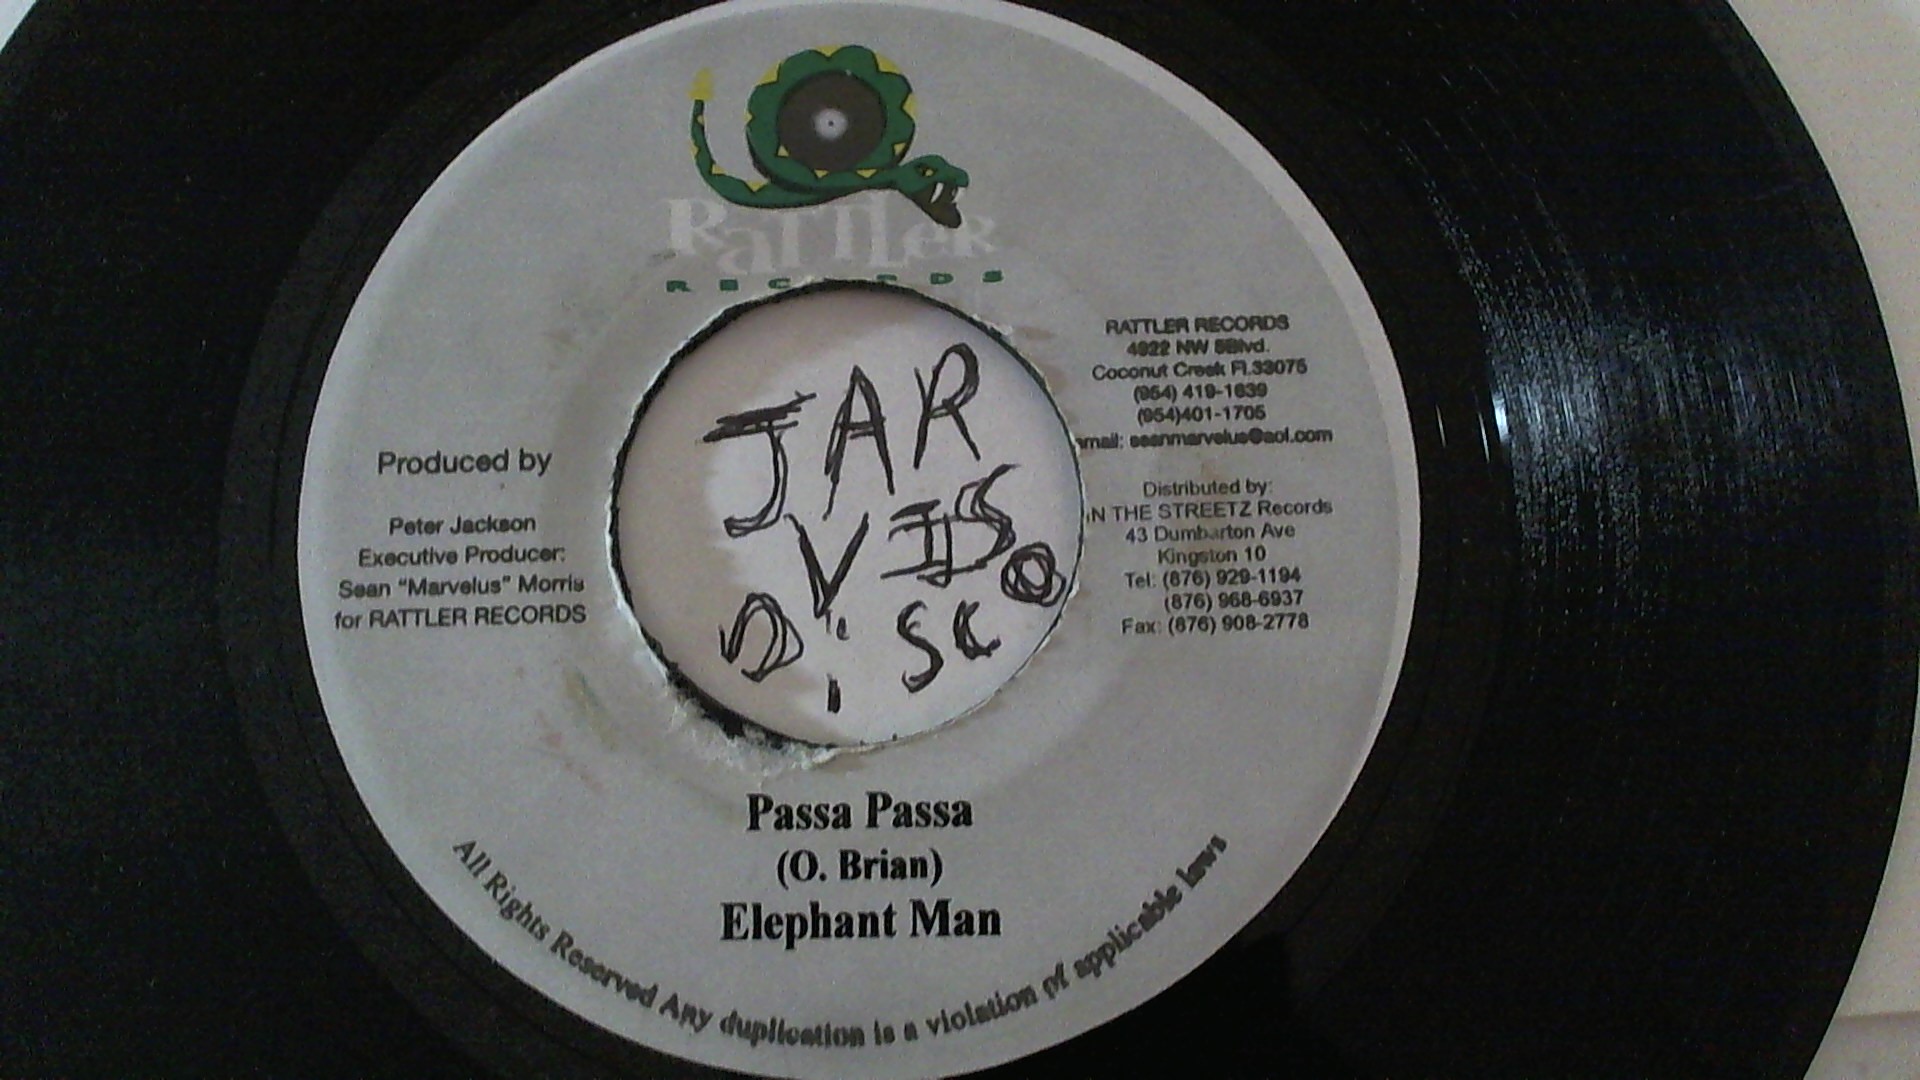 Rattler
RECORDS
RATTLER RECORDS
4922 NW 5Blvd.
Coconut Creek Fl.33075
(954) 419-1639
(954)401-1705
email: seanmarvelus@aol.com
Distributed by:
IN THE STREETZ Records
43 Dumbarton Ave
Kingston 10
Tel: (876) 929-1194
(876) 968-6937
Fax: (876) 908-2778
Produced by
Peter Jackson
Executive Producer:
Sean "Marvelus" Morris
for RATTLER RECORDS
JAR
VIS
DiSCO
Passa Passa
(O. Brian)
Elephant Man
All Rights Reserved Any duplication is a violation of applicable laws